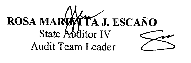 ROSA MARIETTA J. ESCAÑO
State Auditor IV
Audit Team Leader